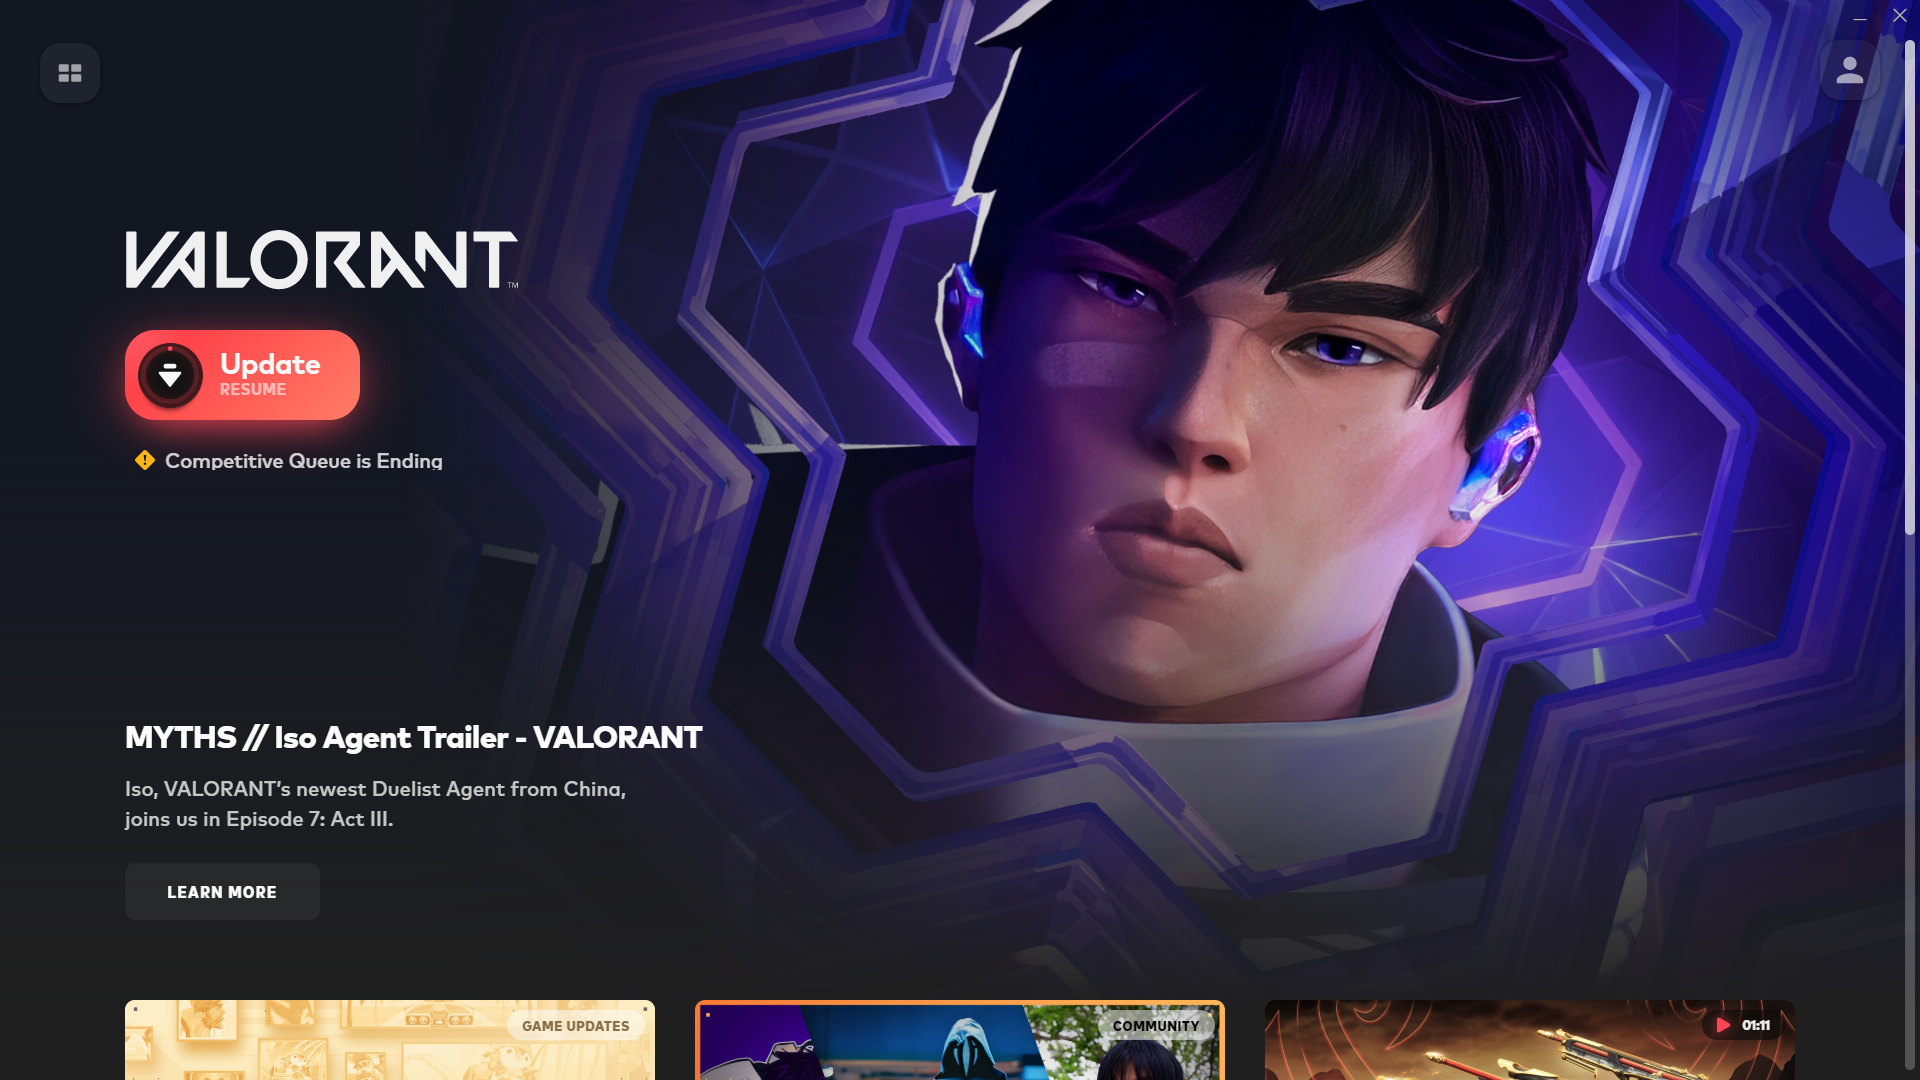 VALORANT™
Update
RESUME
Competitive Queue is Ending
MYTHS // Iso Agent Trailer - VALORANT
Iso, VALORANT's newest Duelist Agent from China,
joins us in Episode 7: Act III.
LEARN MORE
GAME UPDATES
COMMUNITY
01:11